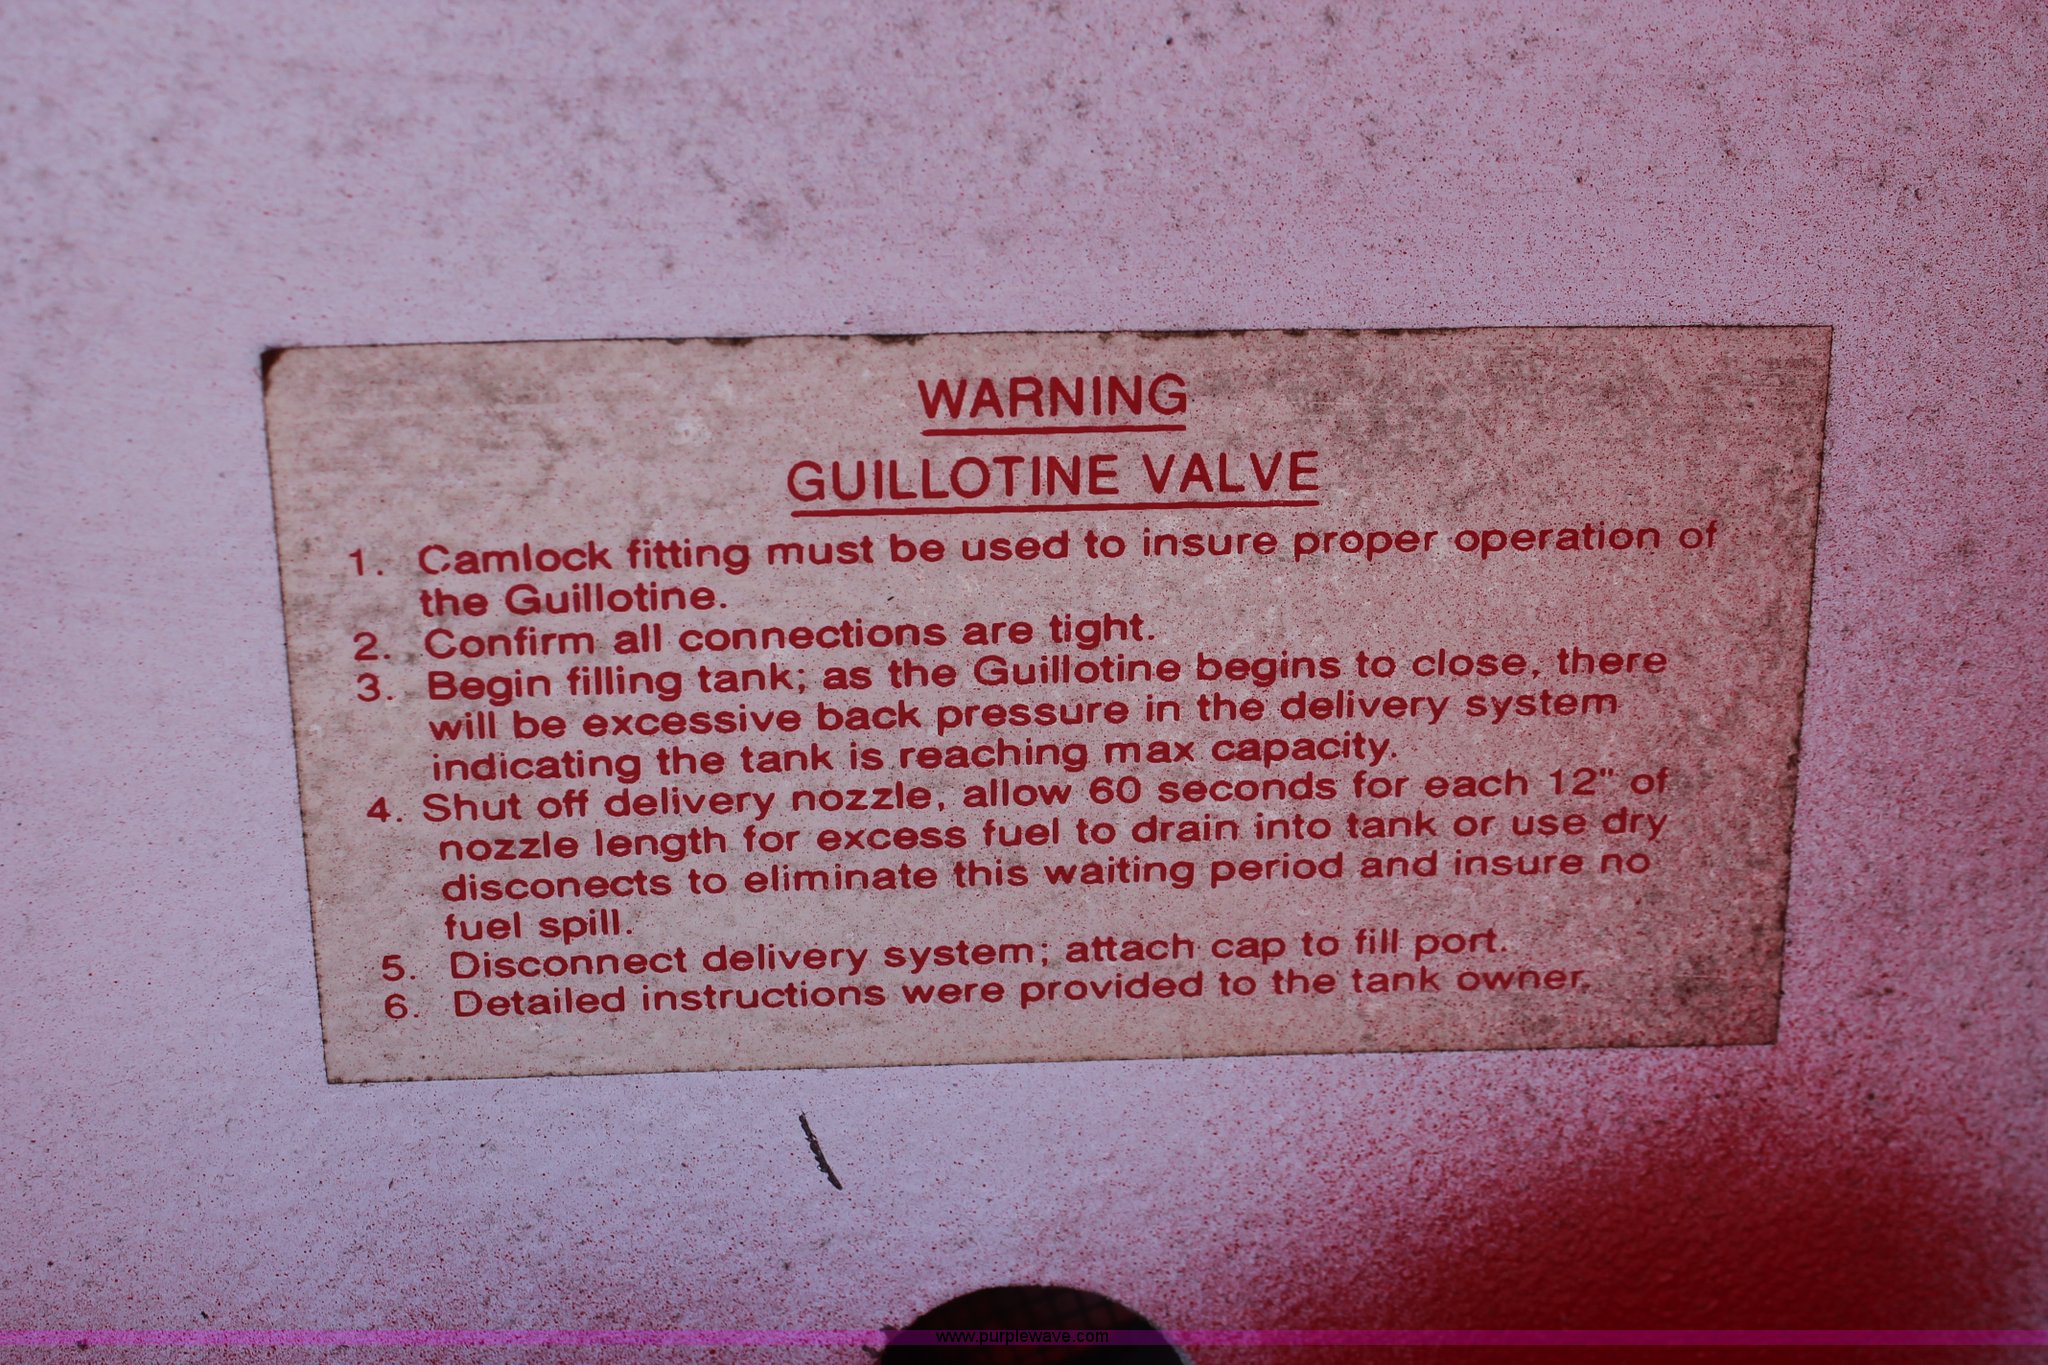 WARNING
GUILLOTINE VALVE
1. Camlock fitting must be used to insure proper operation of
the Guillotine.
2. Confirm all connections are tight.
3. Begin filling tank; as the Guillotine begins to close, there
will be excessive back pressure in the delivery system
indicating the tank is reaching max capacity.
4. Shut off delivery nozzle, allow 60 seconds for each 12" of
nozzle length for excess fuel to drain into tank or use dry
disconects to eliminate this waiting period and insure no
fuel spill.
5. Disconnect delivery system; attach cap to fill port.
6. Detailed instructions were provided to the tank owner.
www.purplewave.com